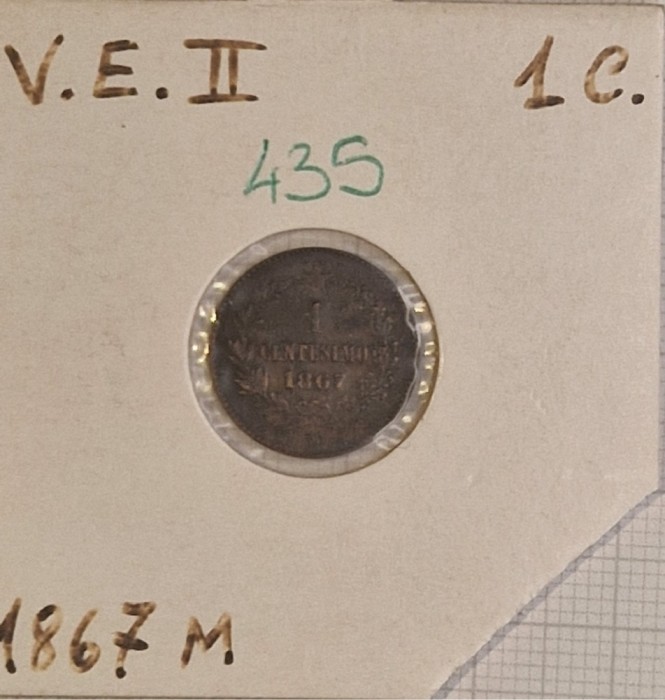 V.E.II 1 C.
435
1
CENTESIMO
1867
1867 M